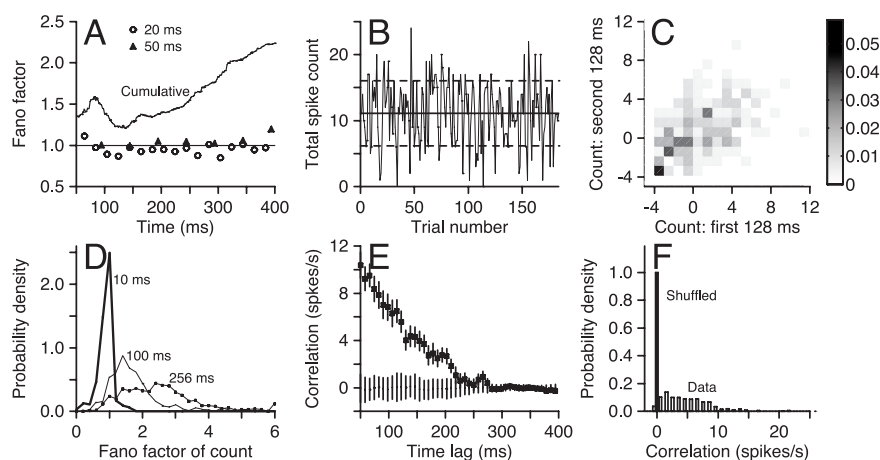 A
2.5
2.0
1.5
1.0
0.5
Fano factor
20 ms
50 ms
Cumulative
100 200 300 400
Time (ms)
B
25
20
15
10
5
0
Total spike count
0 50 100 150
Trial number
C
12
8
4
0
-4
Count: second 128 ms
-4 0 4 8 12
Count: first 128 ms
0.05
0.04
0.03
0.02
0.01
0
D
2.0
1.0
0.0
Probability density
10 ms
100 ms
256 ms
0 2 4 6
Fano factor of count
E
12
8
4
0
Correlation (spikes/s)
100 200 300 400
Time lag (ms)
F
1.0
0.8
0.6
0.4
0.2
0.0
Probability density
Shuffled
Data
0 10 20
Correlation (spikes/s)